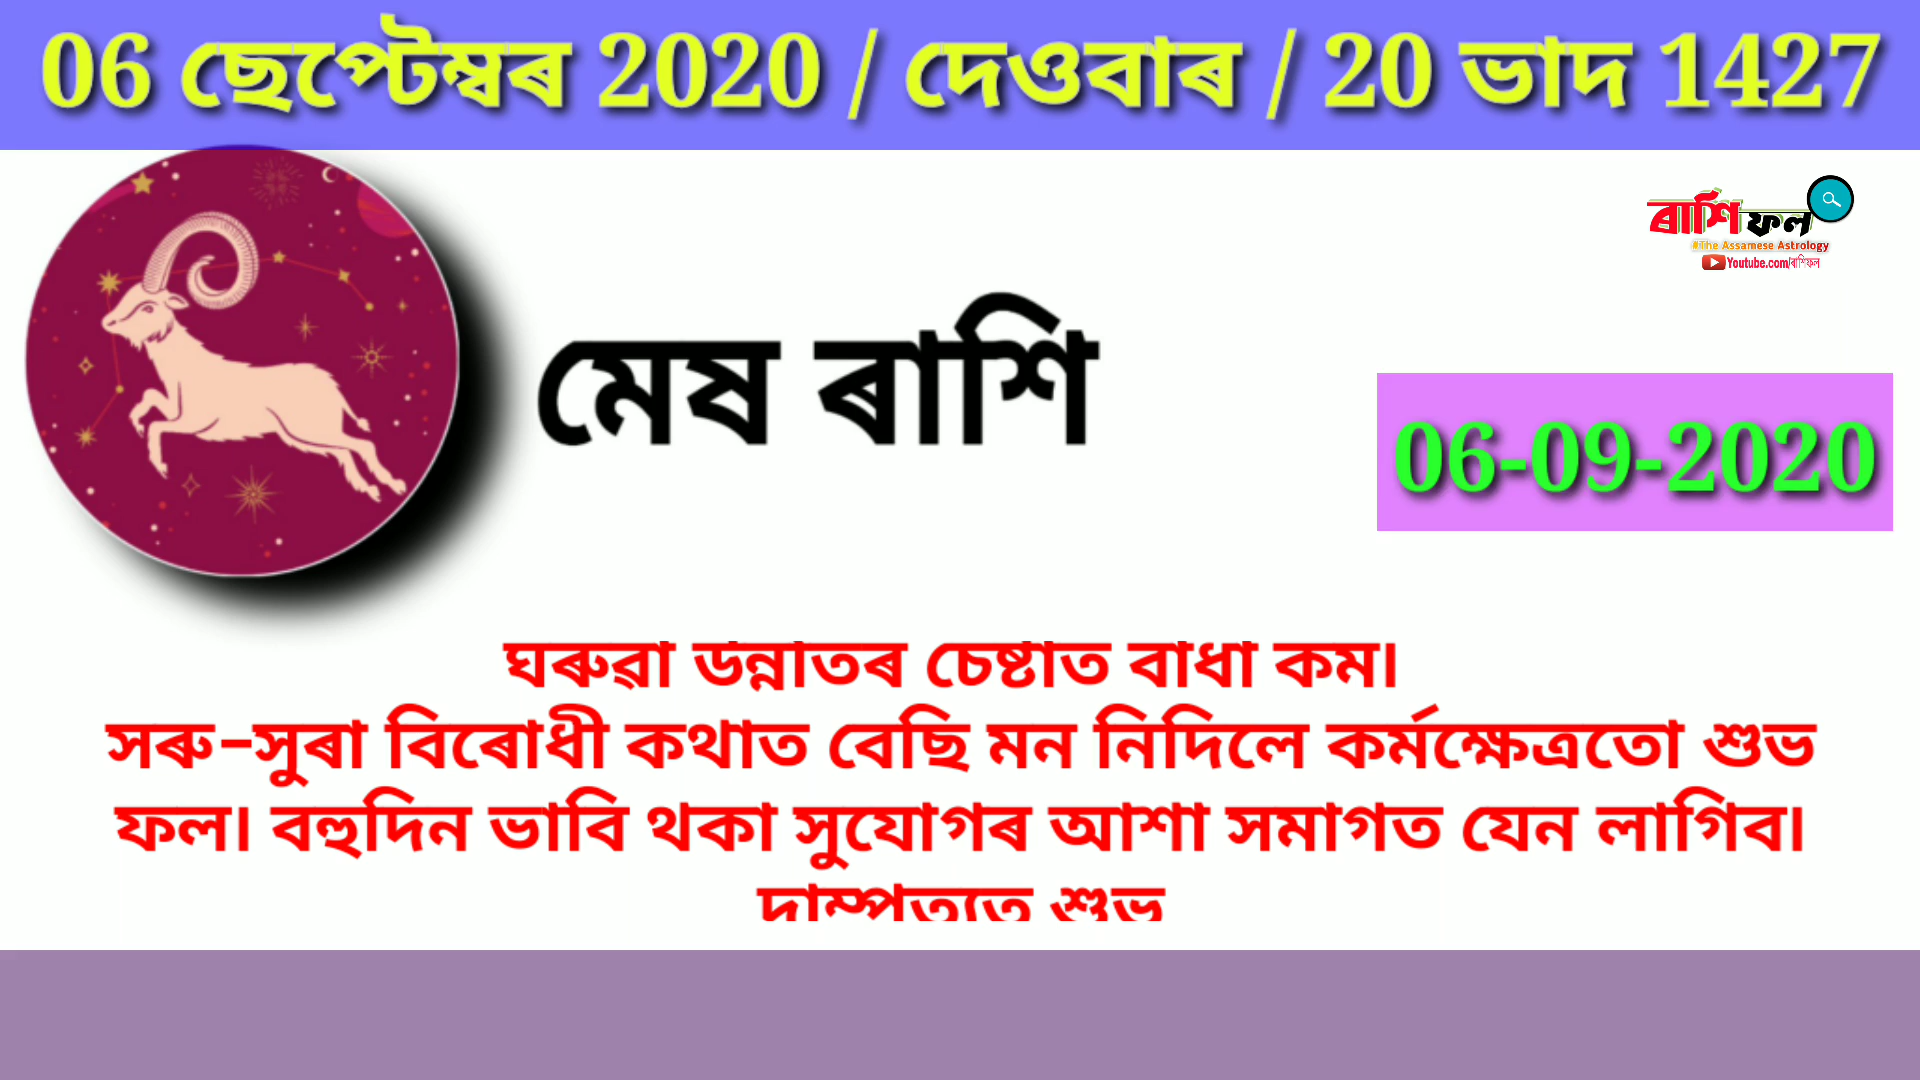 06 ছেপ্টেম্বৰ 2020 / দেওবাৰ / 20 ভাদ 1427
ৰাশি ফল
#The Assamese Astrology
Youtube.com/ৰাশিফল
মেষ ৰাশি
06-09-2020
ঘৰুৱা উন্নতিৰ চেষ্টাত বাধা কম।
সৰু-সুৰা বিৰোধী কথাত বেছি মন নিদিলে কৰ্মক্ষেত্ৰতো শুভ
ফল। বহুদিন ভাবি থকা সুযোগৰ আশা সমাগত যেন লাগিব।
দাম্পত্যত শুভ